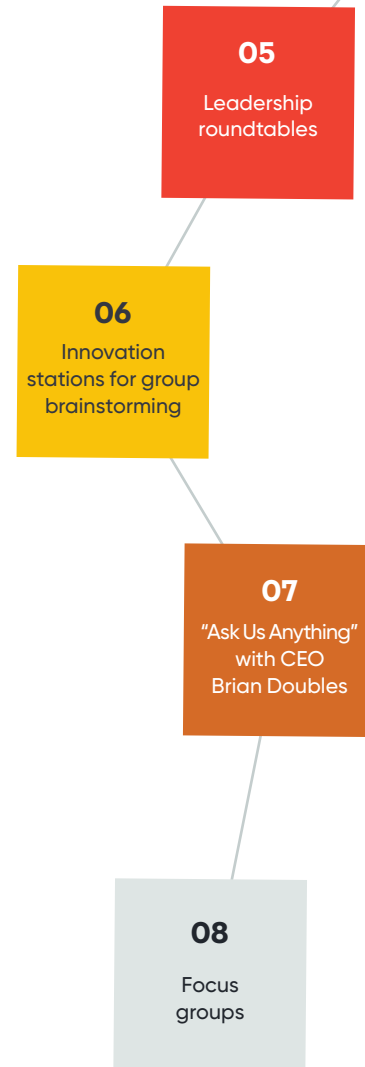 05
Leadership
roundtables
06
Innovation
stations for group
brainstorming
07
“Ask Us Anything”
with CEO
Brian Doubles
08
Focus
groups